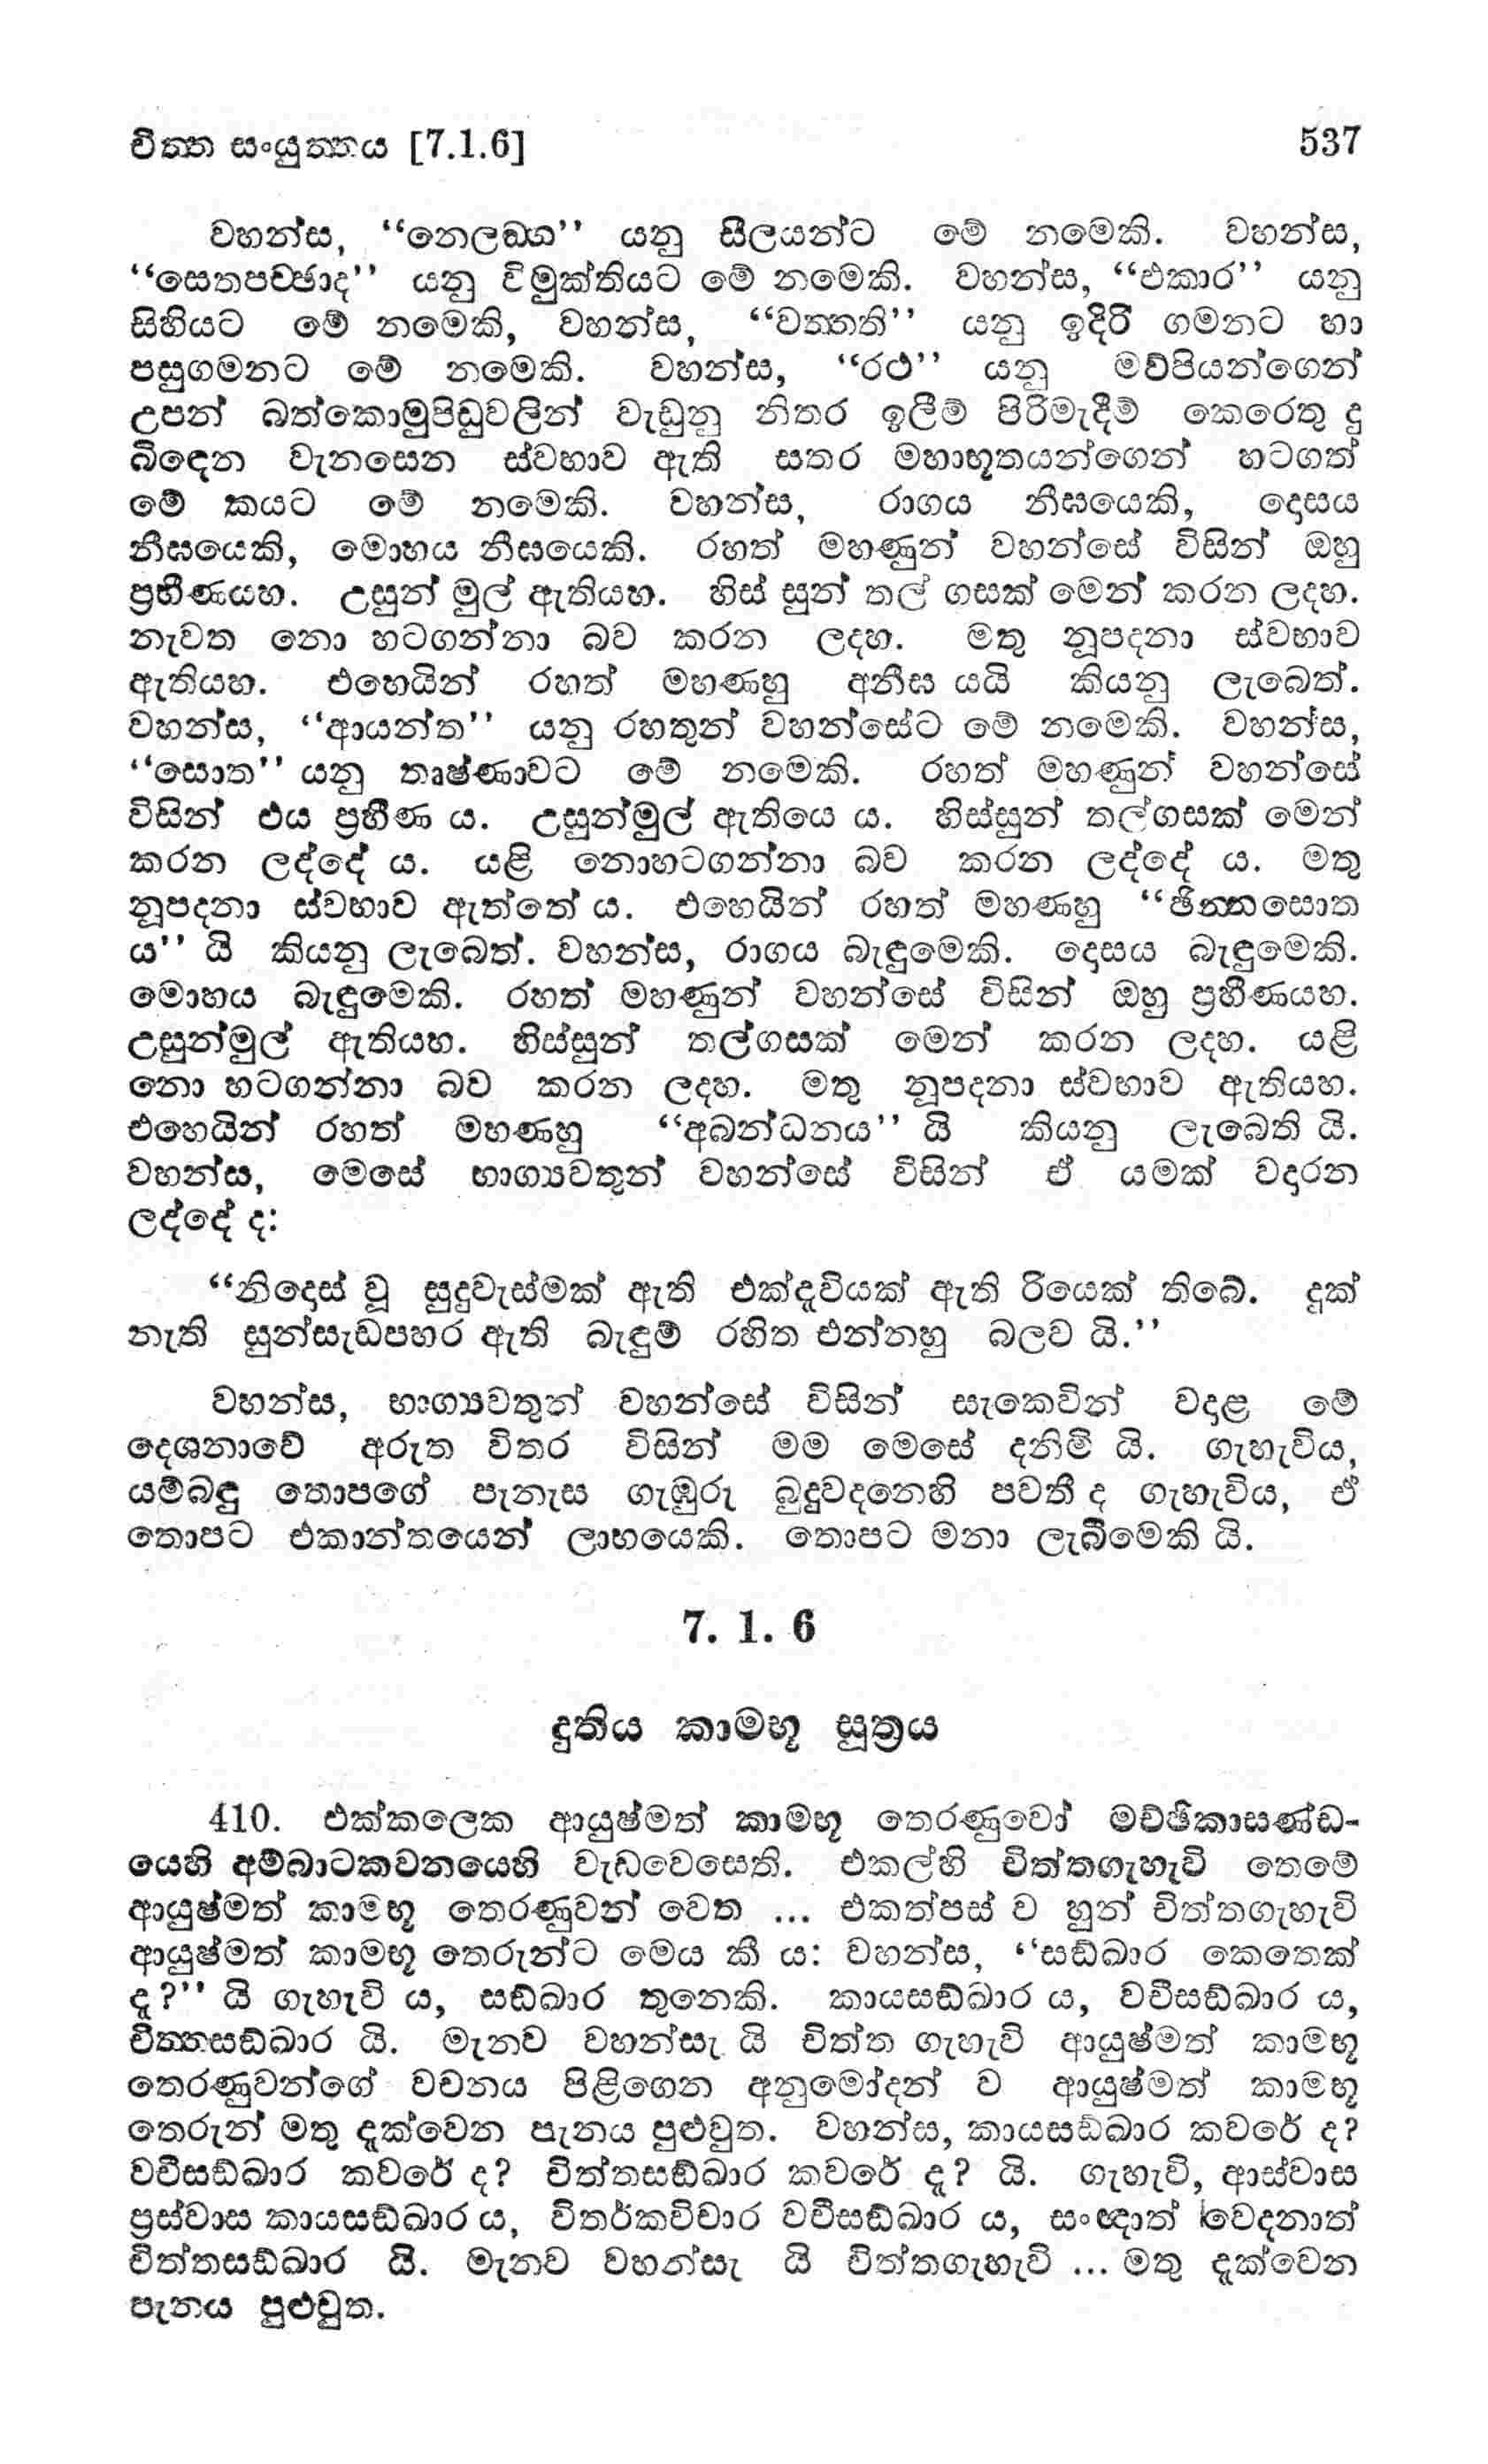 චිත්ත සංයුත්තය [7.1.6] 537
වහන්ස, “නෙලඞ්ග” යනු සීලයන්ට මේ නමෙකි. වහන්ස,
“සෙතපච්ඡාද” යනු විමුක්තියට මේ නමෙකි. වහන්ස, “එකාර” යනු
සිහියට මේ නමෙකි, වහන්ස, “වත්තති” යනු ඉදිරි ගමනට හා
පසුගමනට මේ නමෙකි. වහන්ස, “රථ” යනු මව්පියන්ගෙන්
උපන් බත්කොමුපිඩුවලින් වැඩුනු නිතර ඉලීම් පිරිමැදීම් කෙරෙතු දු
බිඳෙන වැනසෙන ස්වභාව ඇති සතර මහාභූතයන්ගෙන් හටගත්
මේ කයට මේ නමෙකි. වහන්ස, රාගය නීඝයෙකි, දොසය
නීඝයෙකි, මොහය නීඝයෙකි. රහත් මහණුන් වහන්සේ විසින් ඔහු
ප්‍රහීණයහ. උසුන් මුල් ඇතියහ. හිස් සුන් තල් ගසක් මෙන් කරන ලදහ.
නැවත නො හටගන්නා බව කරන ලදහ. මතු නූපදනා ස්වභාව
ඇතියහ. එහෙයින් රහත් මහණහු අනීඝ යයි කියනු ලැබෙත්.
වහන්ස, “ආයන්ත” යනු රහතුන් වහන්සේට මේ නමෙකි. වහන්ස,
“සොත” යනු තෘෂ්ණාවට මේ නමෙකි. රහත් මහණුන් වහන්සේ
විසින් එය ප්‍රහීණ ය. උසුන්මුල් ඇතියෙ ය. හිස්සුන් තල්ගසක් මෙන්
කරන ලද්දේ ය. යළි නොහටගන්නා බව කරන ලද්දේ ය. මතු
නූපදනා ස්වභාව ඇත්තේ ය. එහෙයින් රහත් මහණහු “ඡින්නසොත
ය” යි කියනු ලැබෙත්. වහන්ස, රාගය බැඳුමෙකි. දොසය බැඳුමෙකි.
මොහය බැඳුමෙකි. රහත් මහණුන් වහන්සේ විසින් ඔහු ප්‍රහීණයහ.
උසුන්මුල් ඇතියහ. හිස්සුන් තල්ගසක් මෙන් කරන ලදහ. යළි
නො හටගන්නා බව කරන ලදහ. මතු නූපදනා ස්වභාව ඇතියහ.
එහෙයින් රහත් මහණහු “අබන්ධනය” යි කියනු ලැබෙති යි.
වහන්ස, මෙසේ භාග්‍යවතුන් වහන්සේ විසින් ඒ යමක් වදාරන
ලද්දේ ද:
“නිදොස් වූ සුදුවැස්මක් ඇති එක්දැවියක් ඇති රියෙක් තිබේ. දුක්
නැති සුන්සැඩපහර ඇති බැඳුම් රහිත එන්නහු බලව යි.”
වහන්ස, භාග්‍යවතුන් වහන්සේ විසින් සැකෙවින් වදාළ මේ
දෙශනාවේ අරුත විතර විසින් මම මෙසේ දනිමි යි. ගැහැවිය,
යම්බඳු තොපගේ පැනැස ගැඹුරු බුදුවදනෙහි පවතී ද ගැහැවිය, ඒ
තොපට එකාන්තයෙන් ලාභයෙකි. තොපට මනා ලැබීමෙකි යි.
7. 1. 6
දුතිය කාමභූ සූත්‍රය
410. එක්කලෙක ආයුෂ්මත් කාමභූ තෙරණුවෝ මච්ඡිකාසණ්ඩ-
යෙහි අම්බාටකවනයෙහි වැඩවෙසෙති. එකල්හි චිත්තගැහැවි තෙමේ
ආයුෂ්මත් කාමභූ තෙරණුවන් වෙත ... එකත්පස් ව හුන් චිත්තගැහැවි
ආයුෂ්මත් කාමභූ තෙරුන්ට මෙය කී ය: වහන්ස, “සඞ්ඛාර කෙතෙක්
දැ?” යි ගැහැවි ය, සඞ්ඛාර තුනෙකි. කායසඞ්ඛාර ය, වචීසඞ්ඛාර ය,
චිත්තසඞ්ඛාර යි. මැනව වහන්සැ යි චිත්ත ගැහැවි ආයුෂ්මත් කාමභූ
තෙරණුවන්ගේ වචනය පිළිගෙන අනුමෝදන් ව ආයුෂ්මත් කාමභූ
තෙරුන් මතු දැක්වෙන පැනය පුළුවුත. වහන්ස, කායසඞ්ඛාර කවරේ ද?
වචීසඞ්ඛාර කවරේ ද? චිත්තසඞ්ඛාර කවරේ දැ? යි. ගැහැවි, ආස්වාස
ප්‍රස්වාස කායසඞ්ඛාර ය, විතර්කවිචාර වචීසඞ්ඛාර ය, සංඥාත් වෙදනාත්
චිත්තසඞ්ඛාර යි. මැනව වහන්සැ යි චිත්තගැහැවි ... මතු දැක්වෙන
පැනය පුළුවුත.